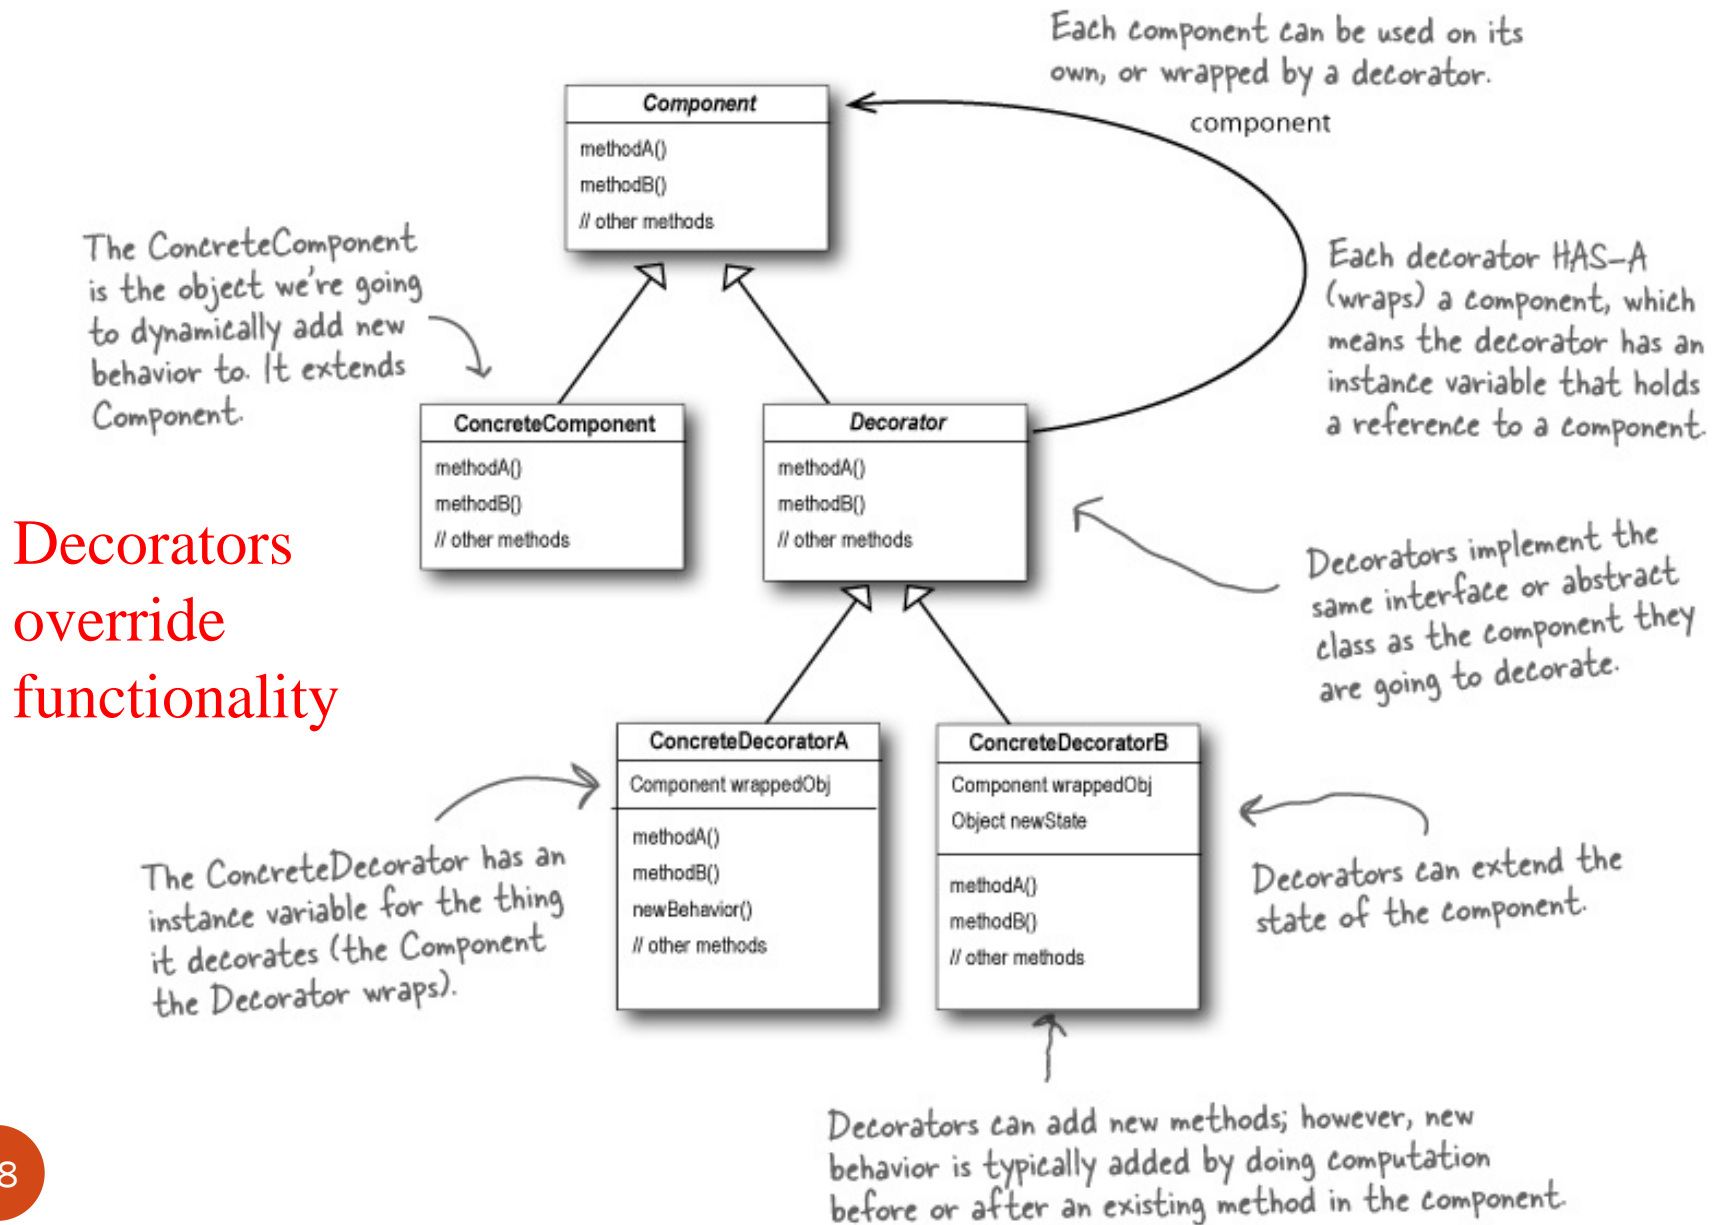 Each component can be used on its
own, or wrapped by a decorator.
component
Component
methodA()
methodB()
// other methods
The ConcreteComponent
is the object we're going
to dynamically add new
behavior to. It extends
Component.
Each decorator HAS-A
(wraps) a component, which
means the decorator has an
instance variable that holds
a reference to a component.
ConcreteComponent
methodA()
methodB()
// other methods
Decorator
methodA()
methodB()
// other methods
Decorators
override
functionality
Decorators implement the
same interface or abstract
class as the component they
are going to decorate.
ConcreteDecoratorA
Component wrappedObj
methodA()
methodB()
newBehavior()
// other methods
ConcreteDecoratorB
Component wrappedObj
Object newState
methodA()
methodB()
// other methods
The ConcreteDecorator has an
instance variable for the thing
it decorates (the Component
the Decorator wraps).
Decorators can extend the
state of the component.
Decorators can add new methods; however, new
behavior is typically added by doing computation
before or after an existing method in the component.
8